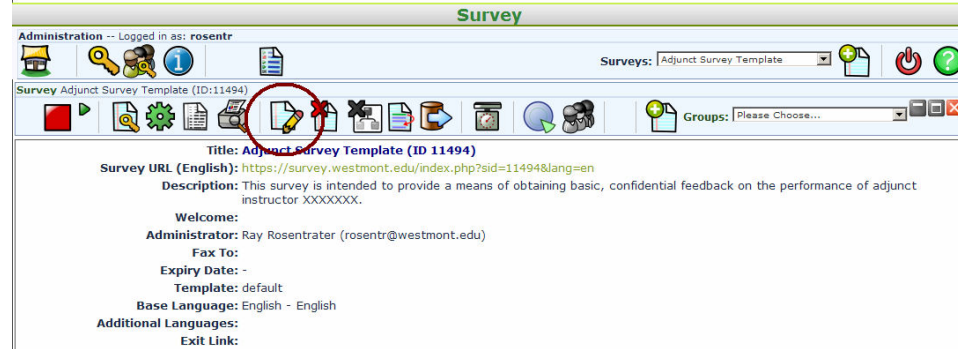 Survey
Administration -- Logged in as: rosentr
Surveys: Adjunct Survey Template
Survey Adjunct Survey Template (ID:11494)
Groups: Please Choose...
Title: Adjunct Survey Template (ID 11494)
Survey URL (English): https://survey.westmont.edu/index.php?sid=11494&lang=en
Description: This survey is intended to provide a means of obtaining basic, confidential feedback on the performance of adjunct
instructor XXXXXXX.
Welcome:
Administrator: Ray Rosentrater (rosentr@westmont.edu)
Fax To:
Expiry Date: -
Template: default
Base Language: English - English
Additional Languages:
Exit Link: